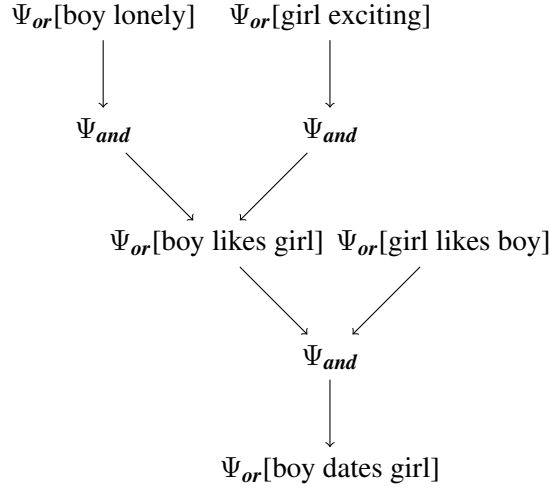 Ψor[boy lonely] Ψor[girl exciting]
Ψand Ψand
Ψor[boy likes girl] Ψor[girl likes boy]
Ψand
Ψor[boy dates girl]